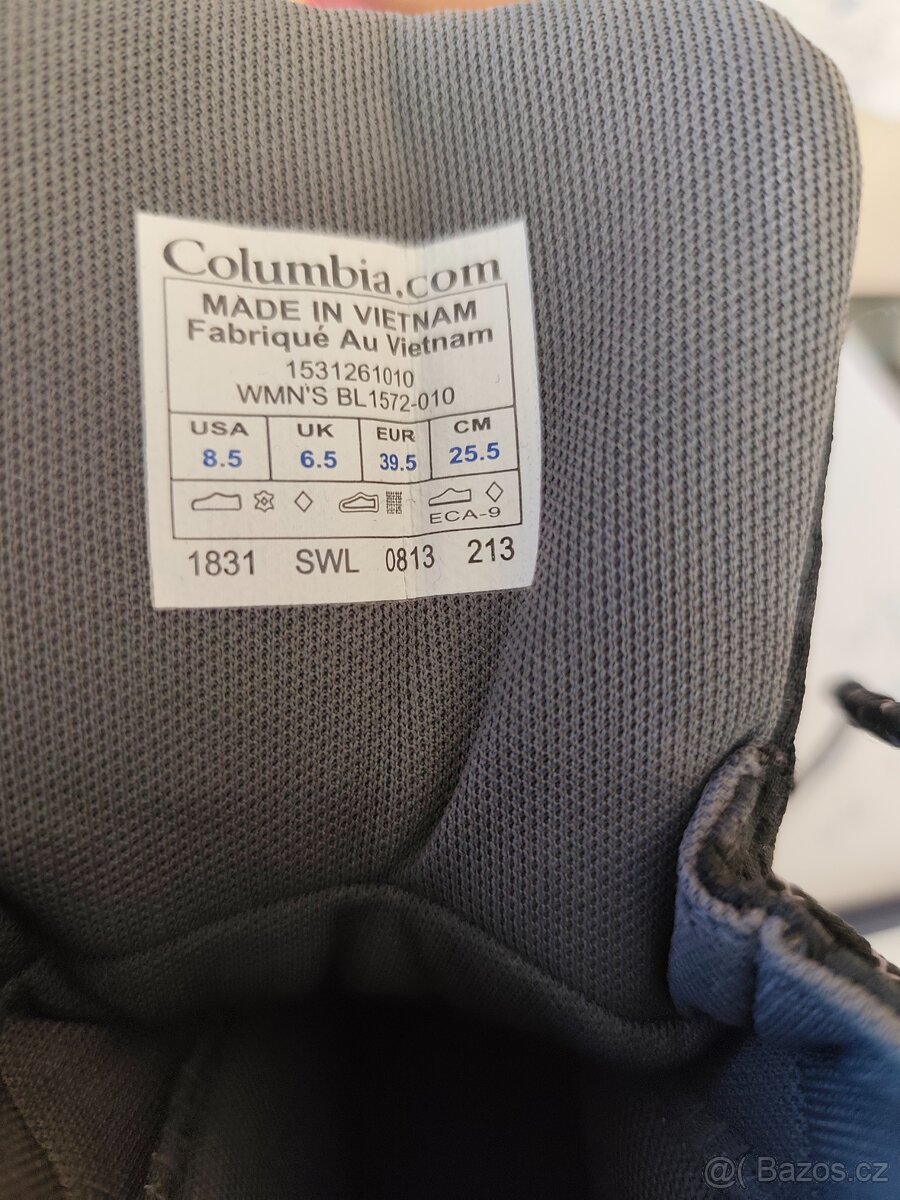 Columbia.com
MADE IN VIETNAM
Fabriqué Au Vietnam
1531261010
WMN'S BL1572-010
USA UK EUR CM
8.5 6.5 39.5 25.5
ECA-9
1831 SWL 0813 213
@( Bazos.cz